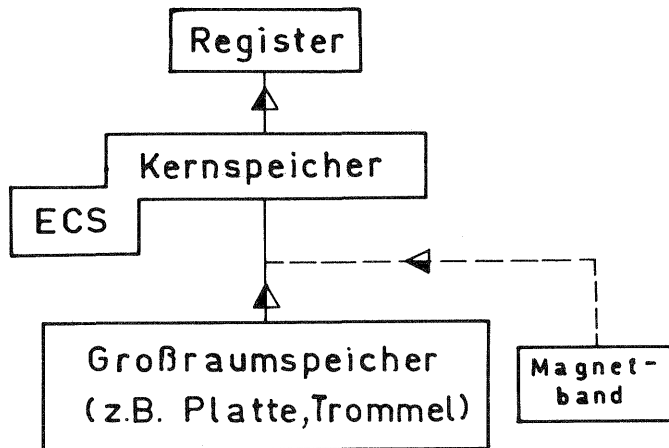 Register
Kernspeicher
ECS
Großraumspeicher
(z.B. Platte,Trommel)
Magnet-
band